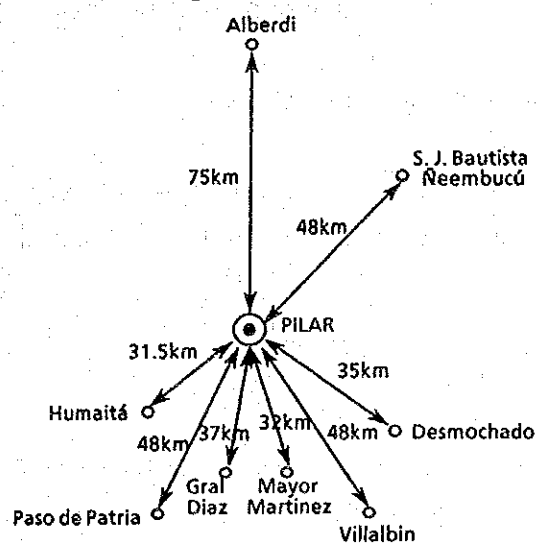 Alberdi
75km
S. J. Bautista
Ñeembucú
48km
PILAR
31.5km
35km
Humaitá
48km
37km
32km
48km
Desmochado
Gral
Diaz
Mayor
Martinez
Paso de Patria
Villalbin